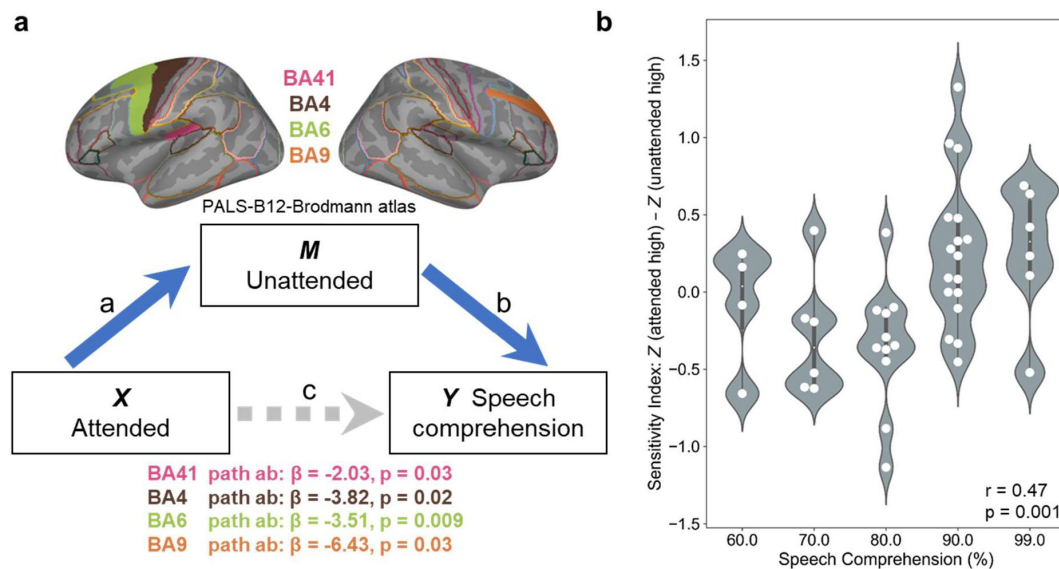 a
BA41
BA4
BA6
BA9
PALS-B12-Brodmann atlas
M
Unattended
a
b
X
Attended
c
Y Speech
comprehension
BA41 path ab: β = -2.03, p = 0.03
BA4 path ab: β = -3.82, p = 0.02
BA6 path ab: β = -3.51, p = 0.009
BA9 path ab: β = -6.43, p = 0.03
b
Sensitivity Index: Z (attended high) − Z (unattended high)
1.5
1.0
0.5
0.0
−0.5
−1.0
−1.5
r = 0.47
p = 0.001
60.0 70.0 80.0 90.0 99.0
Speech Comprehension (%)